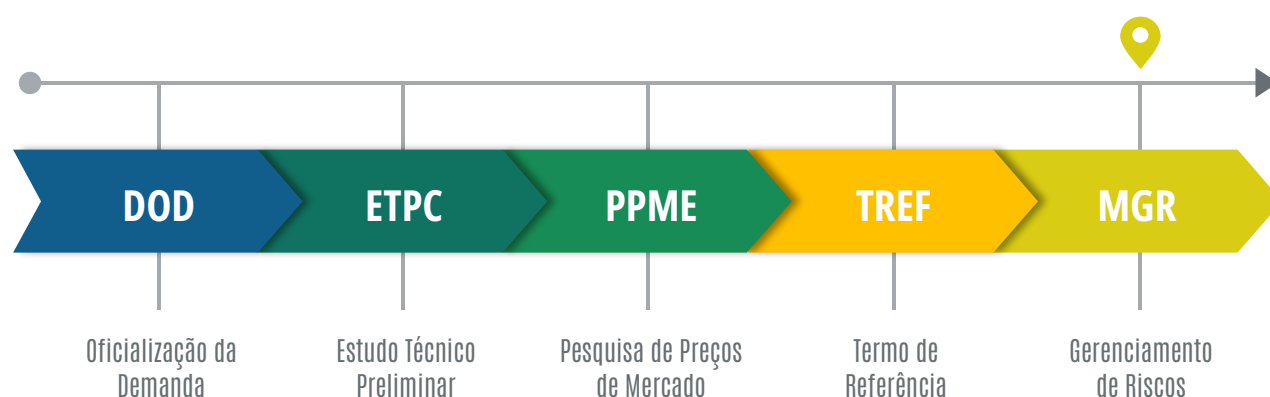 DOD
ETPC
PPME
TREF
MGR
Oficialização da
Demanda
Estudo Técnico
Preliminar
Pesquisa de Preços
de Mercado
Termo de
Referência
Gerenciamento
de Riscos